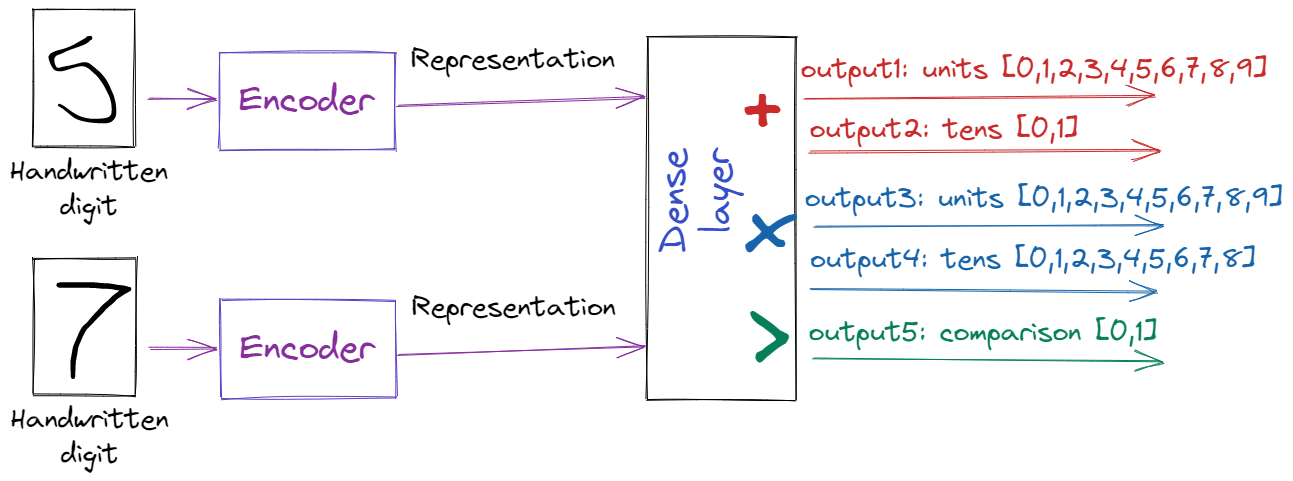 5
Handwritten
digit
Encoder
Representation
7
Handwritten
digit
Encoder
Representation
Dense
layer
+
output1: units [0,1,2,3,4,5,6,7,8,9]
output2: tens [0,1]
×
output3: units [0,1,2,3,4,5,6,7,8,9]
output4: tens [0,1,2,3,4,5,6,7,8]
>
output5: comparison [0,1]